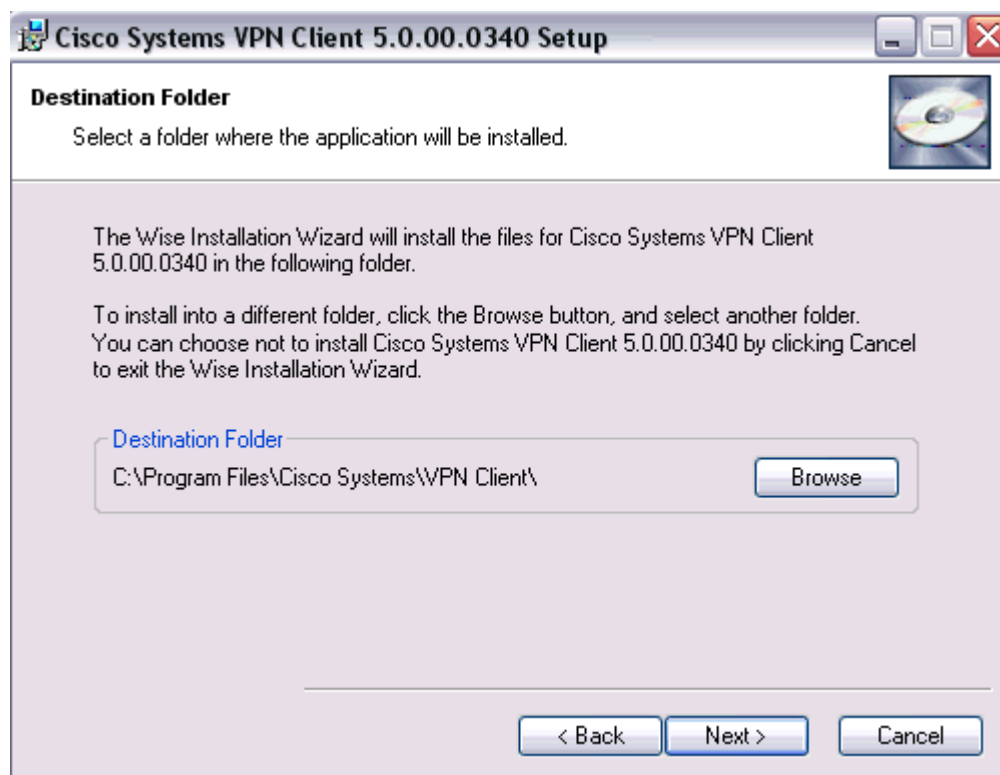 Cisco Systems VPN Client 5.0.00.0340 Setup
Destination Folder
Select a folder where the application will be installed.
The Wise Installation Wizard will install the files for Cisco Systems VPN Client
5.0.00.0340 in the following folder.
To install into a different folder, click the Browse button, and select another folder.
You can choose not to install Cisco Systems VPN Client 5.0.00.0340 by clicking Cancel
to exit the Wise Installation Wizard.
Destination Folder
C:\Program Files\Cisco Systems\VPN Client\
Browse
< Back
Next >
Cancel